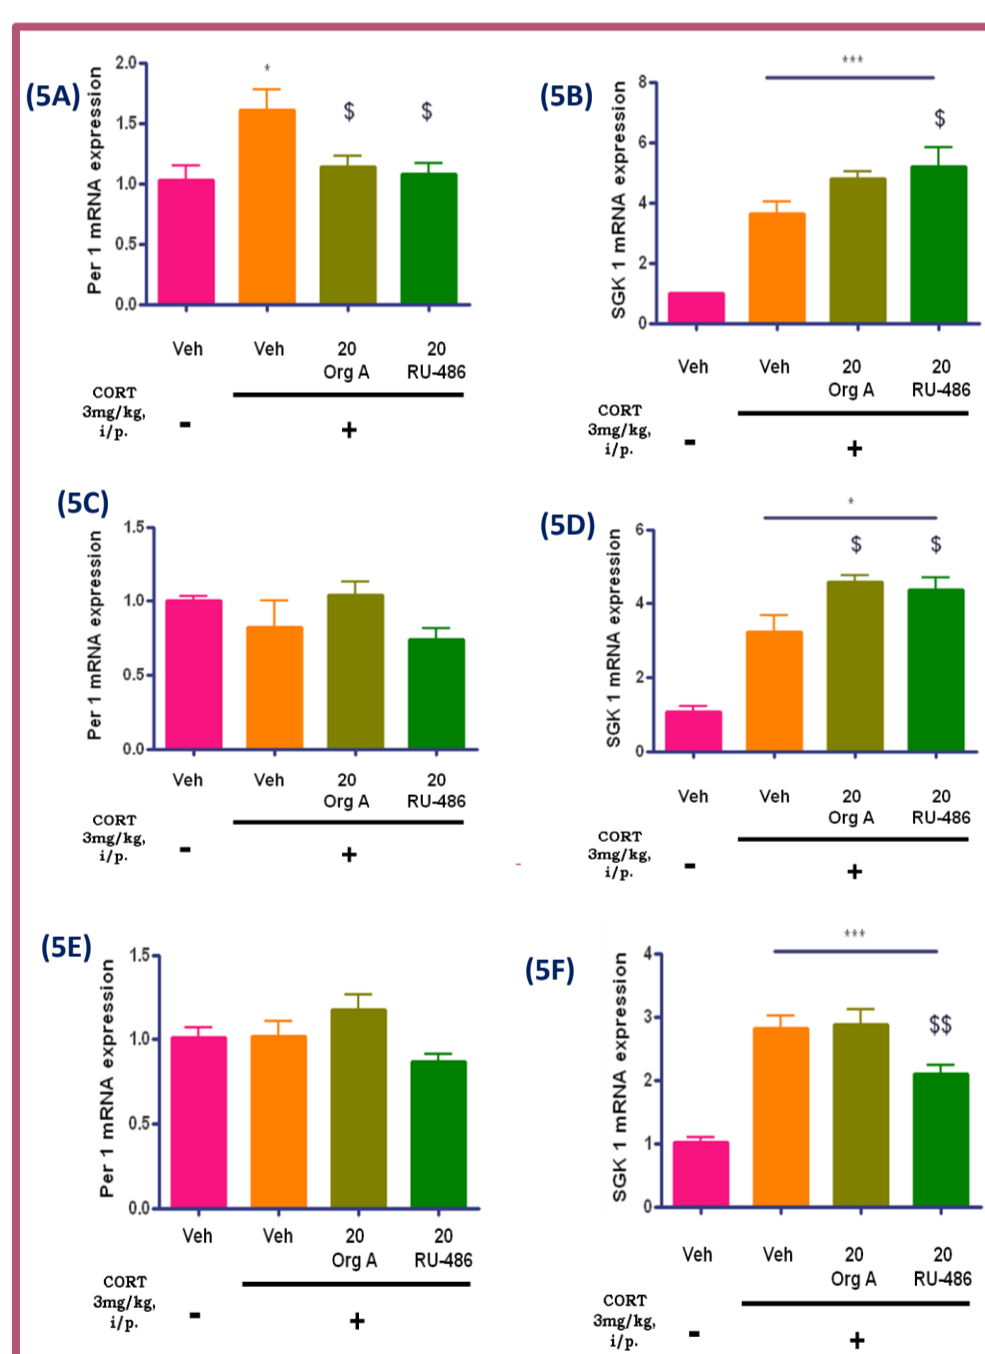 (5A)
Per 1 mRNA expression
2.0
1.5
1.0
0.5
0.0
*
$
$
Veh
Veh
20
Org A
20
RU-486
CORT
3mg/kg,
i/p.
-
+
(5B)
SGK 1 mRNA expression
8
6
4
2
0
***
$
Veh
Veh
20
Org A
20
RU-486
CORT
3mg/kg,
i/p.
-
+
(5C)
Per 1 mRNA expression
1.5
1.0
0.5
0.0
Veh
Veh
20
Org A
20
RU-486
CORT
3mg/kg,
i/p.
-
+
(5D)
SGK 1 mRNA expression
6
4
2
0
*
$
$
Veh
Veh
20
Org A
20
RU-486
CORT
3mg/kg,
i/p.
-
+
(5E)
Per 1 mRNA expression
1.5
1.0
0.5
0.0
Veh
Veh
20
Org A
20
RU-486
CORT
3mg/kg,
i/p.
-
+
(5F)
SGK 1 mRNA expression
4
3
2
1
0
***
$$
Veh
Veh
20
Org A
20
RU-486
CORT
3mg/kg,
i/p.
-
+